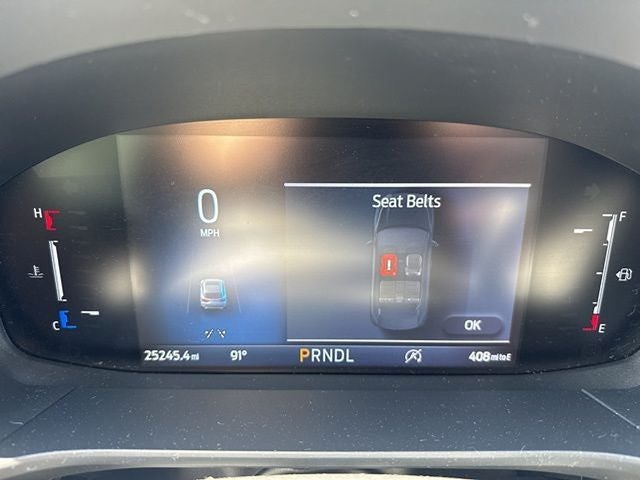 Seat Belts
H F
0
MPH
C E
OK
25245.4 mi 91° PRNDL 408 mi to E